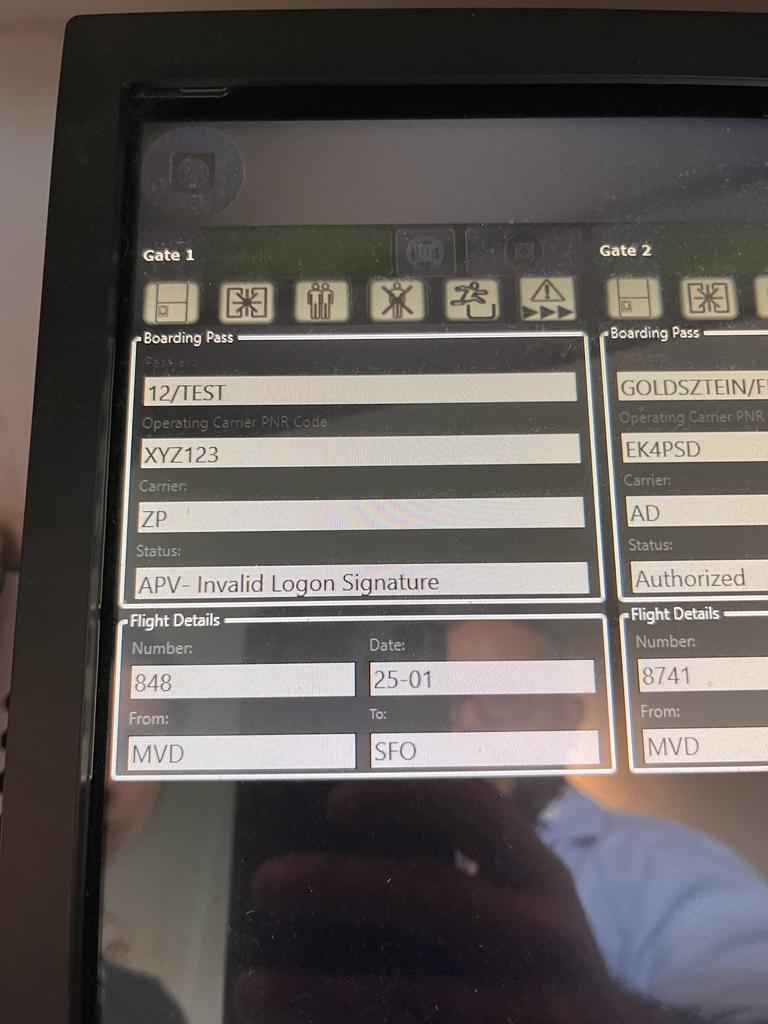 Gate 1
Boarding Pass
Pasajero:
12/TEST
Operating Carrier PNR Code:
XYZ123
Carrier:
ZP
Status:
APV- Invalid Logon Signature
Flight Details
Number:
Date:
848
25-01
From:
To:
MVD
SFO
Gate 2
Boarding Pass
Pasajero:
GOLDSZTEIN/F
Operating Carrier PNR
EK4PSD
Carrier:
AD
Status:
Authorized
Flight Details
Number:
8741
From:
MVD